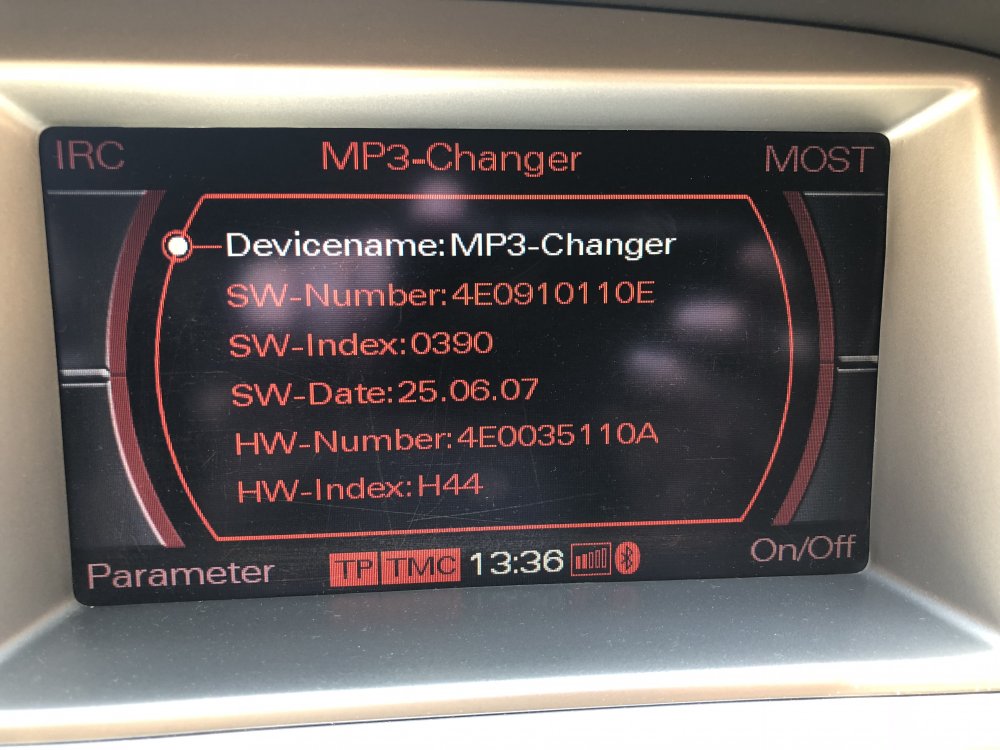 IRC MP3-Changer MOST
Devicename:MP3-Changer
SW-Number:4E0910110E
SW-Index:0390
SW-Date:25.06.07
HW-Number:4E0035110A
HW-Index:H44
Parameter TP TMC 13:36 On/Off